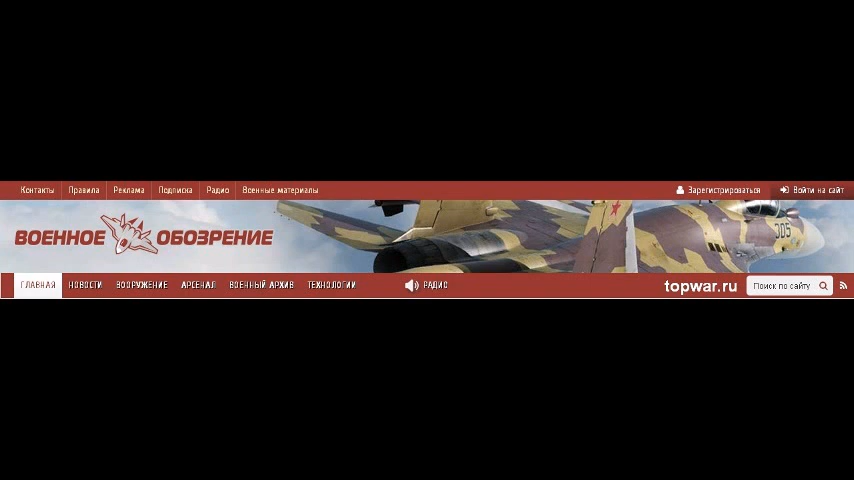 Контакты Правила Реклама Подписка Радио Военные материалы Зарегистрироваться Войти на сайт
ВОЕННОЕ ОБОЗРЕНИЕ
305
ГЛАВНАЯ НОВОСТИ ВООРУЖЕНИЕ АРСЕНАЛ ВОЕННЫЙ АРХИВ ТЕХНОЛОГИИ РАДИО topwar.ru Поиск по сайту